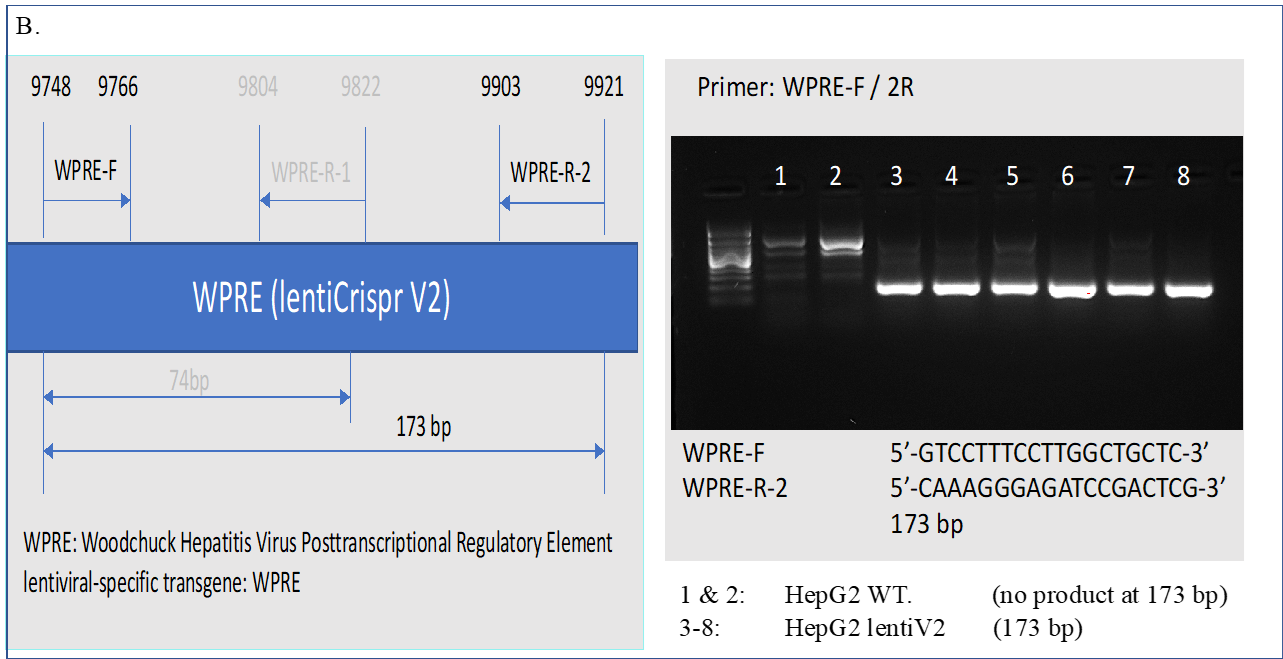 B.
9748 9766 9804 9822 9903 9921
WPRE-F WPRE-R-1 WPRE-R-2
WPRE (lentiCrispr V2)
74bp
173 bp
WPRE: Woodchuck Hepatitis Virus Posttranscriptional Regulatory Element
lentiviral-specific transgene: WPRE
Primer: WPRE-F / 2R
1 2 3 4 5 6 7 8
WPRE-F 5’-GTCCTTTCCTTGGCTGCTC-3’
WPRE-R-2 5’-CAAAGGGAGATCCGACTCG-3’
173 bp
1 & 2: HepG2 WT. (no product at 173 bp)
3-8: HepG2 lentiV2 (173 bp)